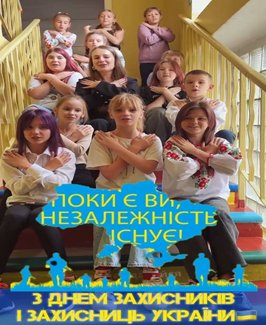 ПОКИ Є ВИ,
НЕЗАЛЕЖНІСТЬ
ІСНУЄ!
З ДНЕМ ЗАХИСНИКІВ
І ЗАХИСНИЦЬ УКРАЇНИ